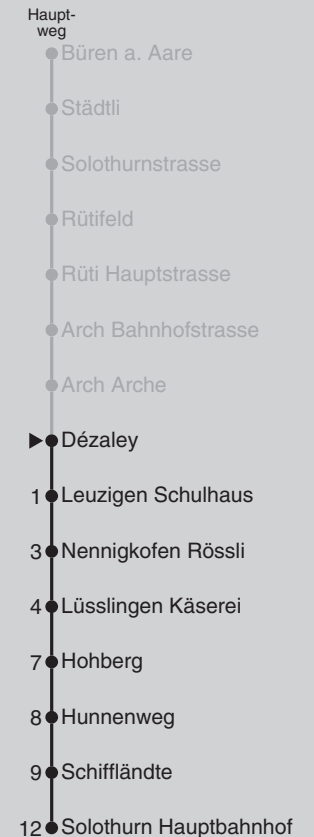 Haupt-
weg
Büren a. Aare
Städtli
Solothurnstrasse
Rütifeld
Rüti Hauptstrasse
Arch Bahnhofstrasse
Arch Arche
Dézaley
1 Leuzigen Schulhaus
3 Nennigkofen Rössli
4 Lüsslingen Käserei
7 Hohberg
8 Hunnenweg
9 Schiffländte
12 Solothurn Hauptbahnhof